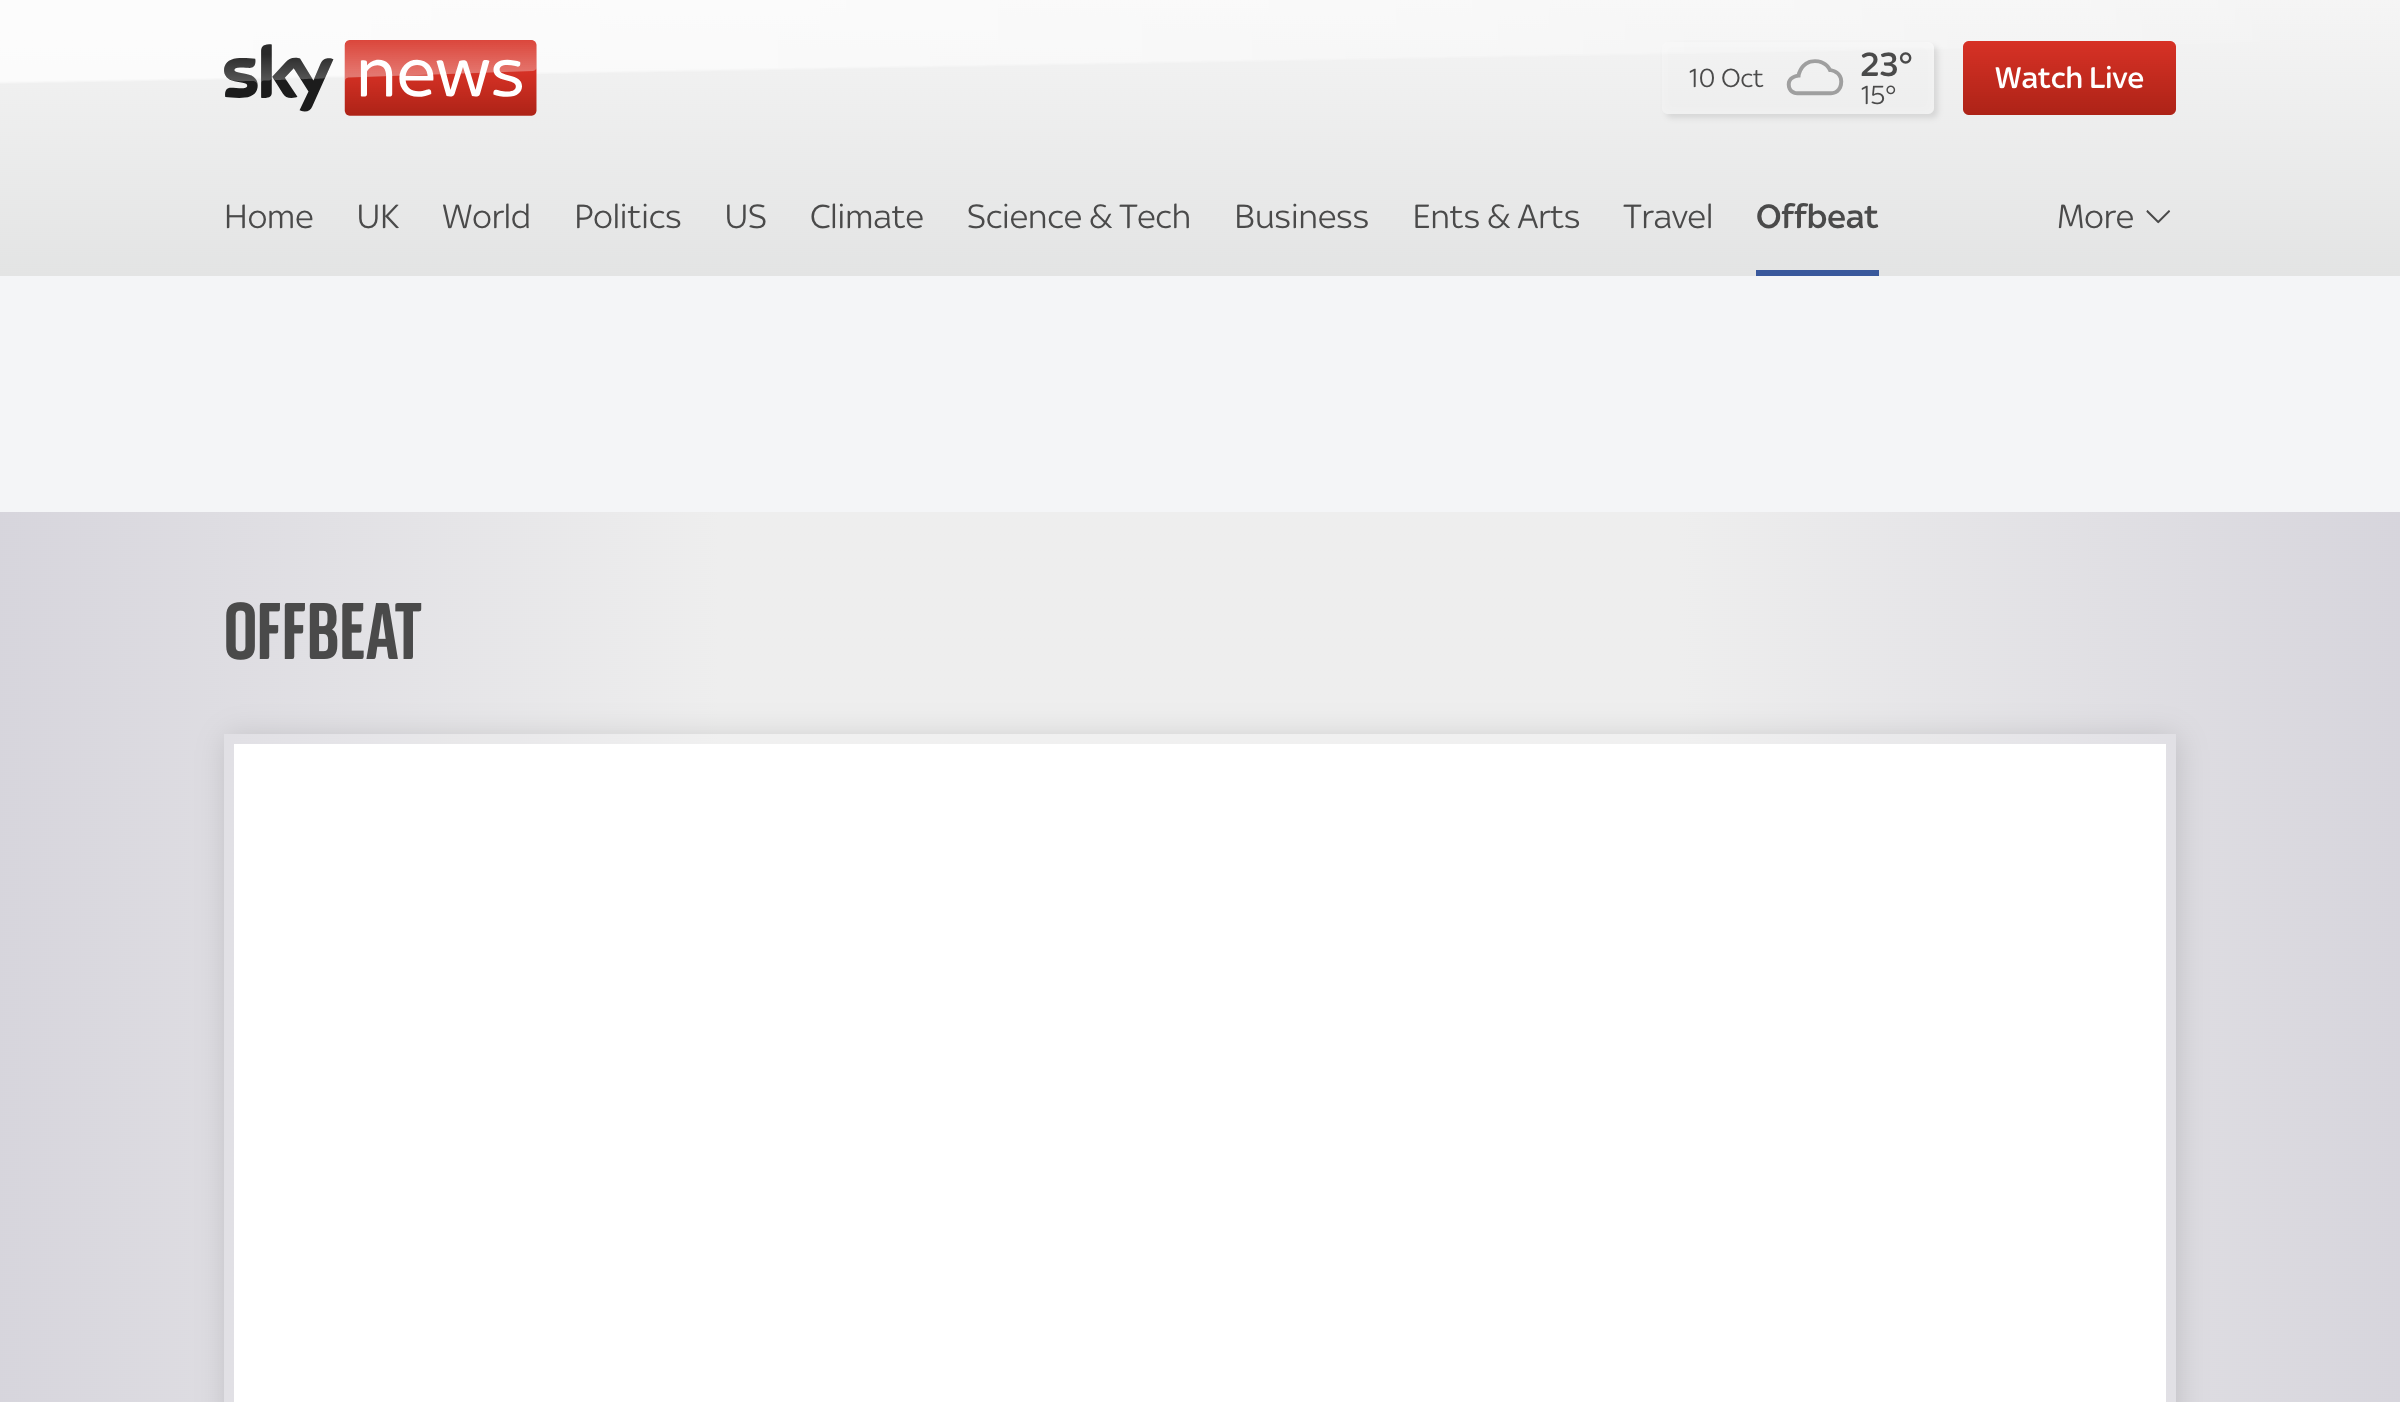 sky news
10 Oct
23°
15°
Watch Live
Home UK World Politics US Climate Science & Tech Business Ents & Arts Travel Offbeat More
OFFBEAT